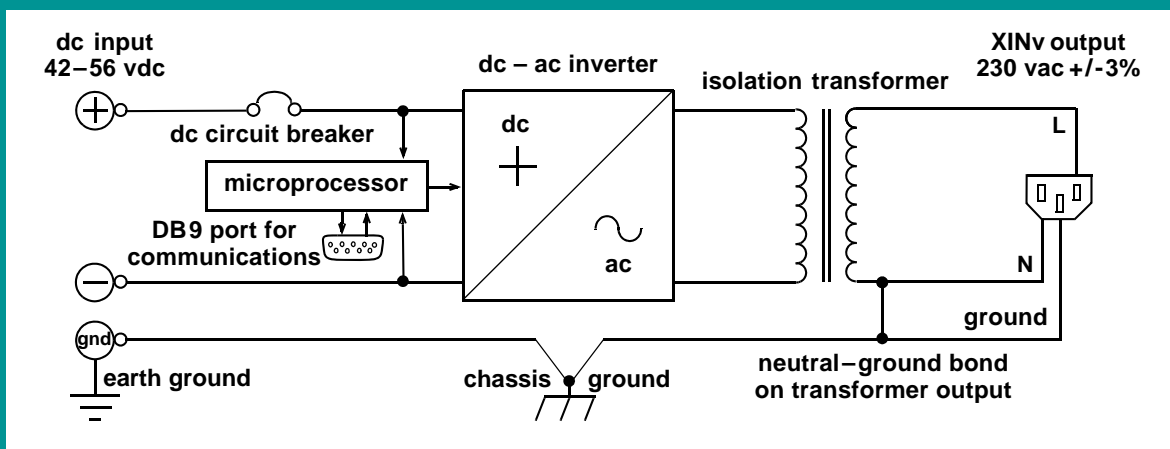 dc input
42–56 vdc
dc – ac inverter
isolation transformer
XINv output
230 vac +/-3%
dc circuit breaker
dc
L
microprocessor
DB9 port for
communications
ac
N
gnd
ground
earth ground
chassis ground
neutral–ground bond
on transformer output